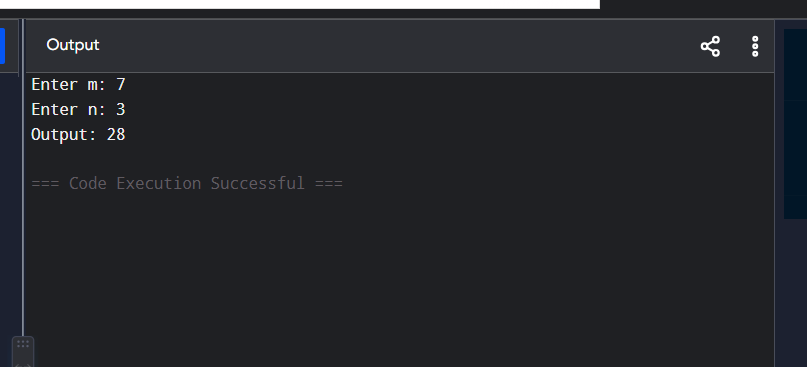 Output
Enter m: 7
Enter n: 3
Output: 28
=== Code Execution Successful ===